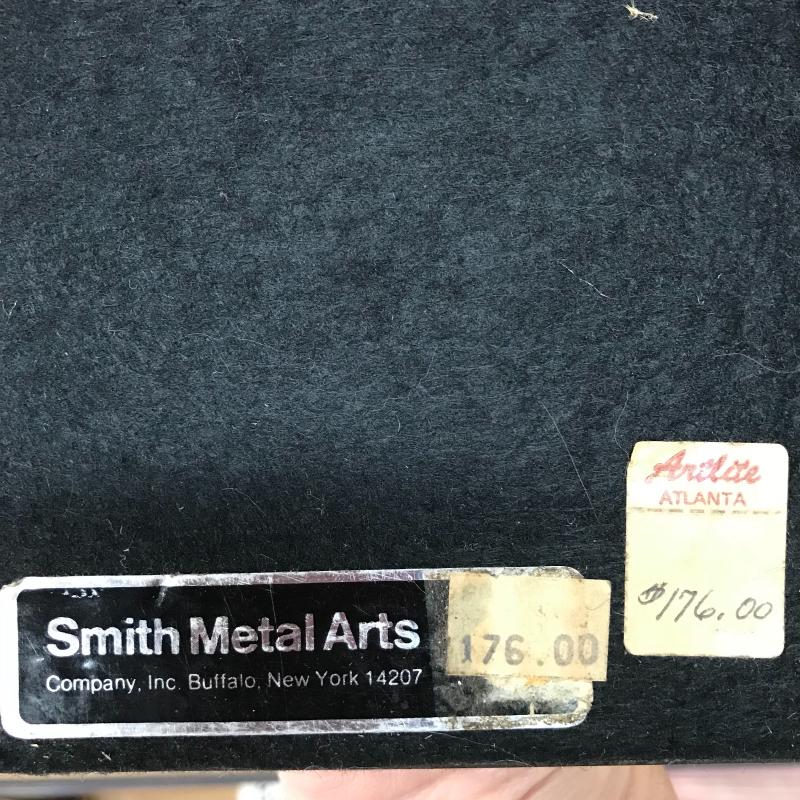 Artlite
ATLANTA
$176.00
Smith Metal Arts
176.00
Company, Inc. Buffalo, New York 14207